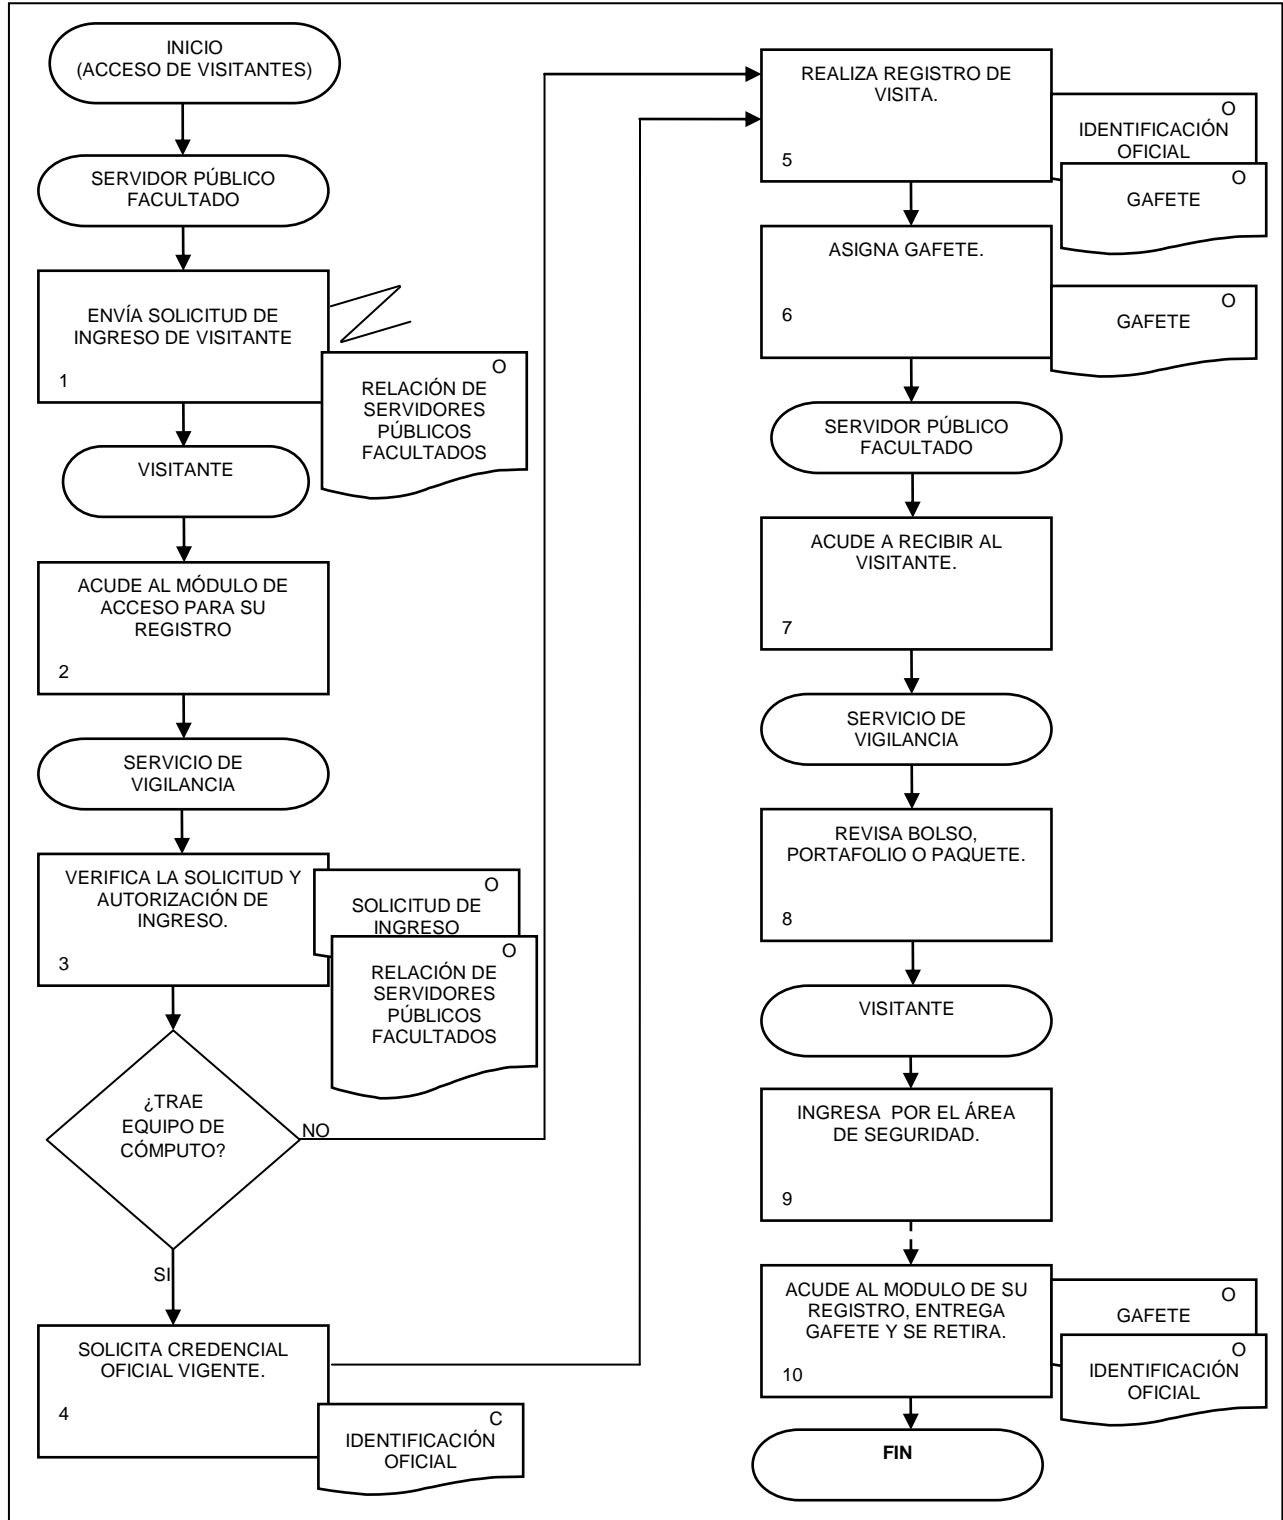 INICIO
(ACCESO DE VISITANTES)
SERVIDOR PÚBLICO
FACULTADO
ENVÍA SOLICITUD DE
INGRESO DE VISITANTE
1
O
RELACIÓN DE
SERVIDORES
PÚBLICOS
FACULTADOS
VISITANTE
ACUDE AL MÓDULO DE
ACCESO PARA SU
REGISTRO
2
SERVICIO DE
VIGILANCIA
VERIFICA LA SOLICITUD Y
AUTORIZACIÓN DE
INGRESO.
3
O
SOLICITUD DE
INGRESO
O
RELACIÓN DE
SERVIDORES
PÚBLICOS
FACULTADOS
¿TRAE
EQUIPO DE
CÓMPUTO?
NO
SI
SOLICITA CREDENCIAL
OFICIAL VIGENTE.
4
C
IDENTIFICACIÓN
OFICIAL
REALIZA REGISTRO DE
VISITA.
5
O
IDENTIFICACIÓN
OFICIAL
O
GAFETE
ASIGNA GAFETE.
6
O
GAFETE
SERVIDOR PÚBLICO
FACULTADO
ACUDE A RECIBIR AL
VISITANTE.
7
SERVICIO DE
VIGILANCIA
REVISA BOLSO,
PORTAFOLIO O PAQUETE.
8
VISITANTE
INGRESA POR EL ÁREA
DE SEGURIDAD.
9
ACUDE AL MODULO DE SU
REGISTRO, ENTREGA
GAFETE Y SE RETIRA.
10
O
GAFETE
O
IDENTIFICACIÓN
OFICIAL
FIN